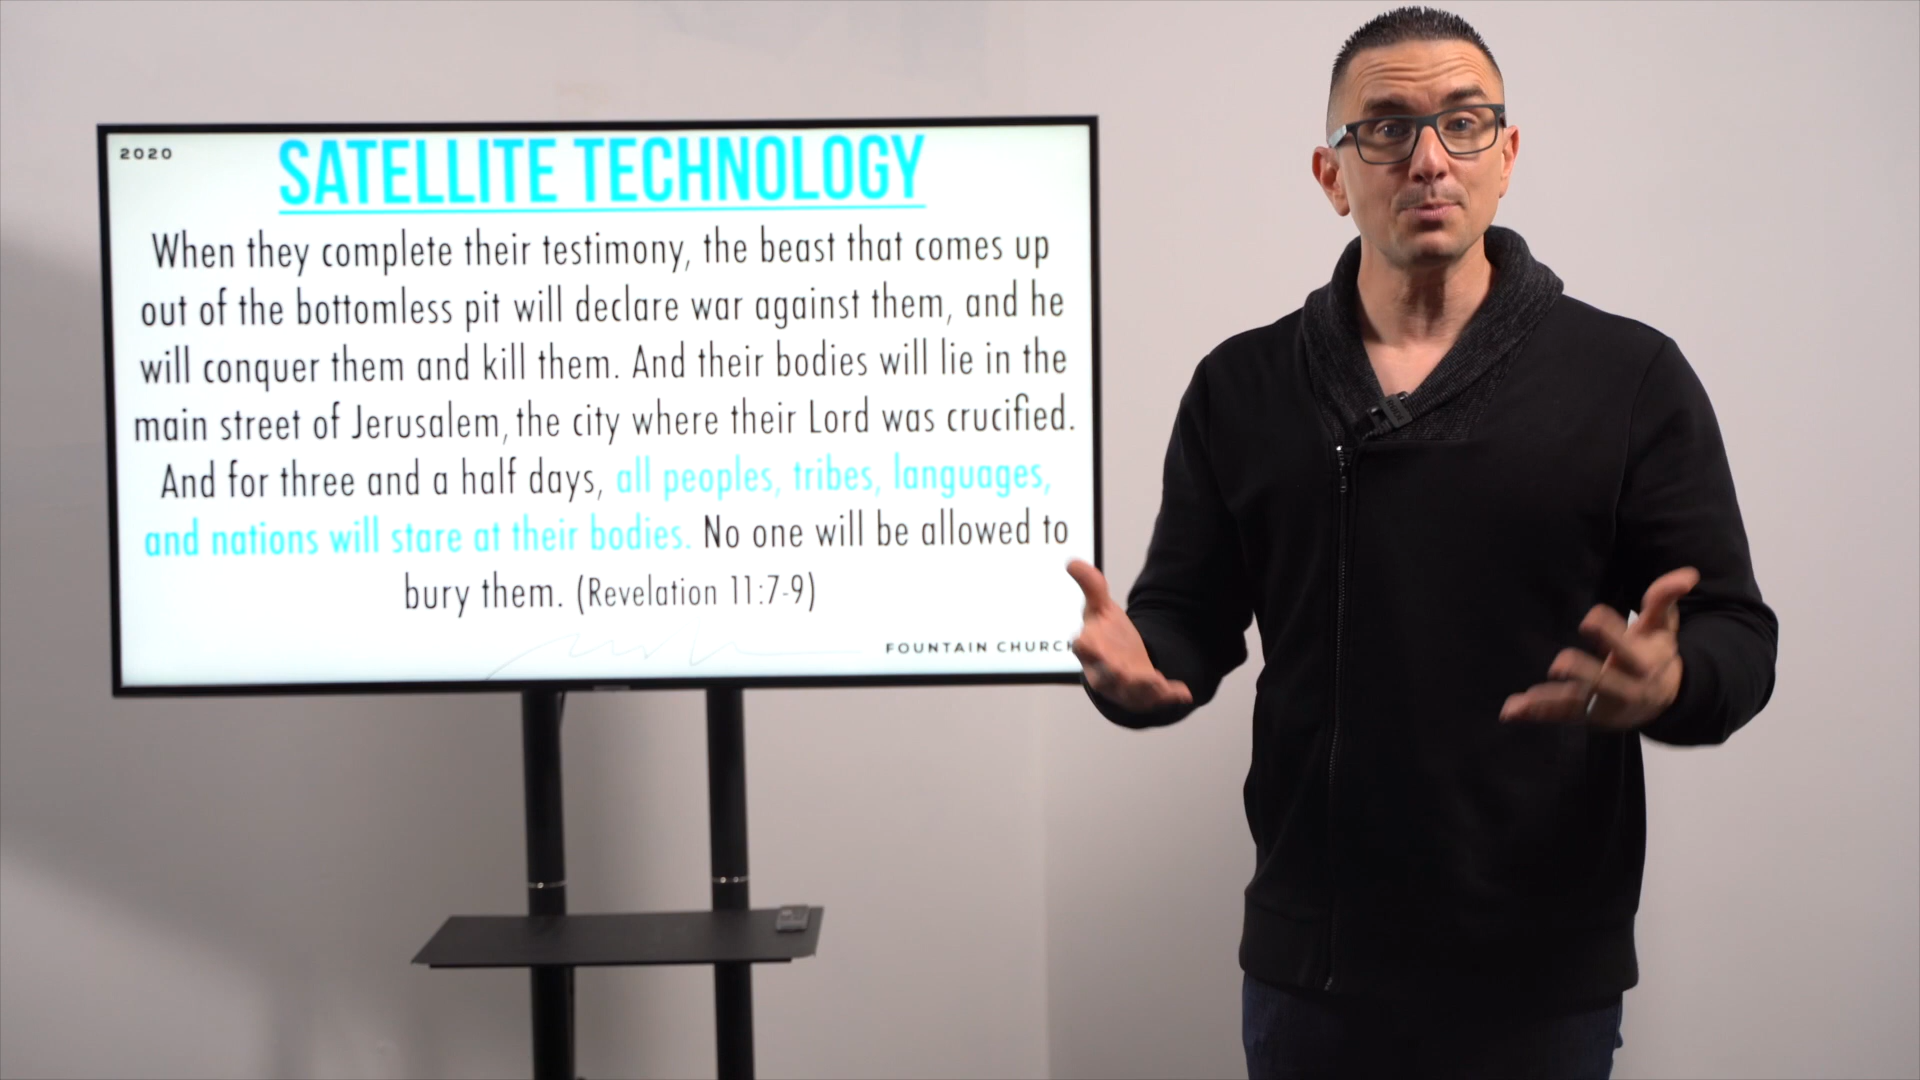 2020
SATELLITE TECHNOLOGY
When they complete their testimony, the beast that comes up
out of the bottomless pit will declare war against them, and he
will conquer them and kill them. And their bodies will lie in the
main street of Jerusalem, the city where their Lord was crucified.
And for three and a half days, all peoples, tribes, languages,
and nations will stare at their bodies. No one will be allowed to
bury them. (Revelation 11:7-9)
FOUNTAIN CHURCH